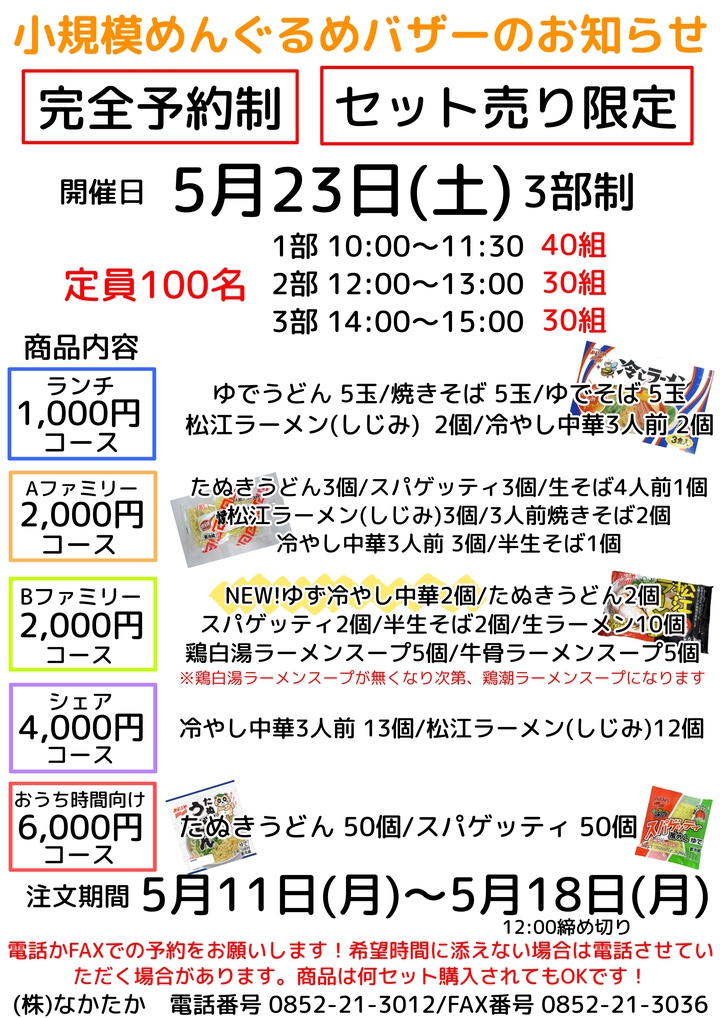 小規模めんぐるめバザーのお知らせ
完全予約制 セット売り限定
開催日 5月23日(土) 3部制
定員100名
1部 10:00～11:30 40組
2部 12:00～13:00 30組
3部 14:00～15:00 30組
商品内容
ランチ
1,000円
コース
ゆでうどん 5玉/焼きそば 5玉/ゆでそば 5玉
松江ラーメン(しじみ) 2個/冷やし中華3人前 2個
冷しラーメン
3食入
Aファミリー
2,000円
コース
たぬきうどん3個/スパゲッティ3個/生そば4人前1個
松江ラーメン(しじみ)3個/3人前焼きそば2個
冷やし中華3人前 3個/半生そば1個
Bファミリー
2,000円
コース
NEW!ゆず冷やし中華2個/たぬきうどん2個
スパゲッティ2個/半生そば2個/生ラーメン10個
鶏白湯ラーメンスープ5個/牛骨ラーメンスープ5個
※鶏白湯ラーメンスープが無くなり次第、鶏潮ラーメンスープになります
シェア
4,000円
コース
冷やし中華3人前 13個/松江ラーメン(しじみ)12個
おうち時間向け
6,000円
コース
たぬきうどん 50個/スパゲッティ 50個
スパゲッティ
注文期間 5月11日(月)～5月18日(月)
12:00締め切り
電話かFAXでの予約をお願いします！希望時間に添えない場合は電話させてい
ただく場合があります。商品は何セット購入されてもOKです！
(株)なかたか 電話番号 0852-21-3012/FAX番号 0852-21-3036